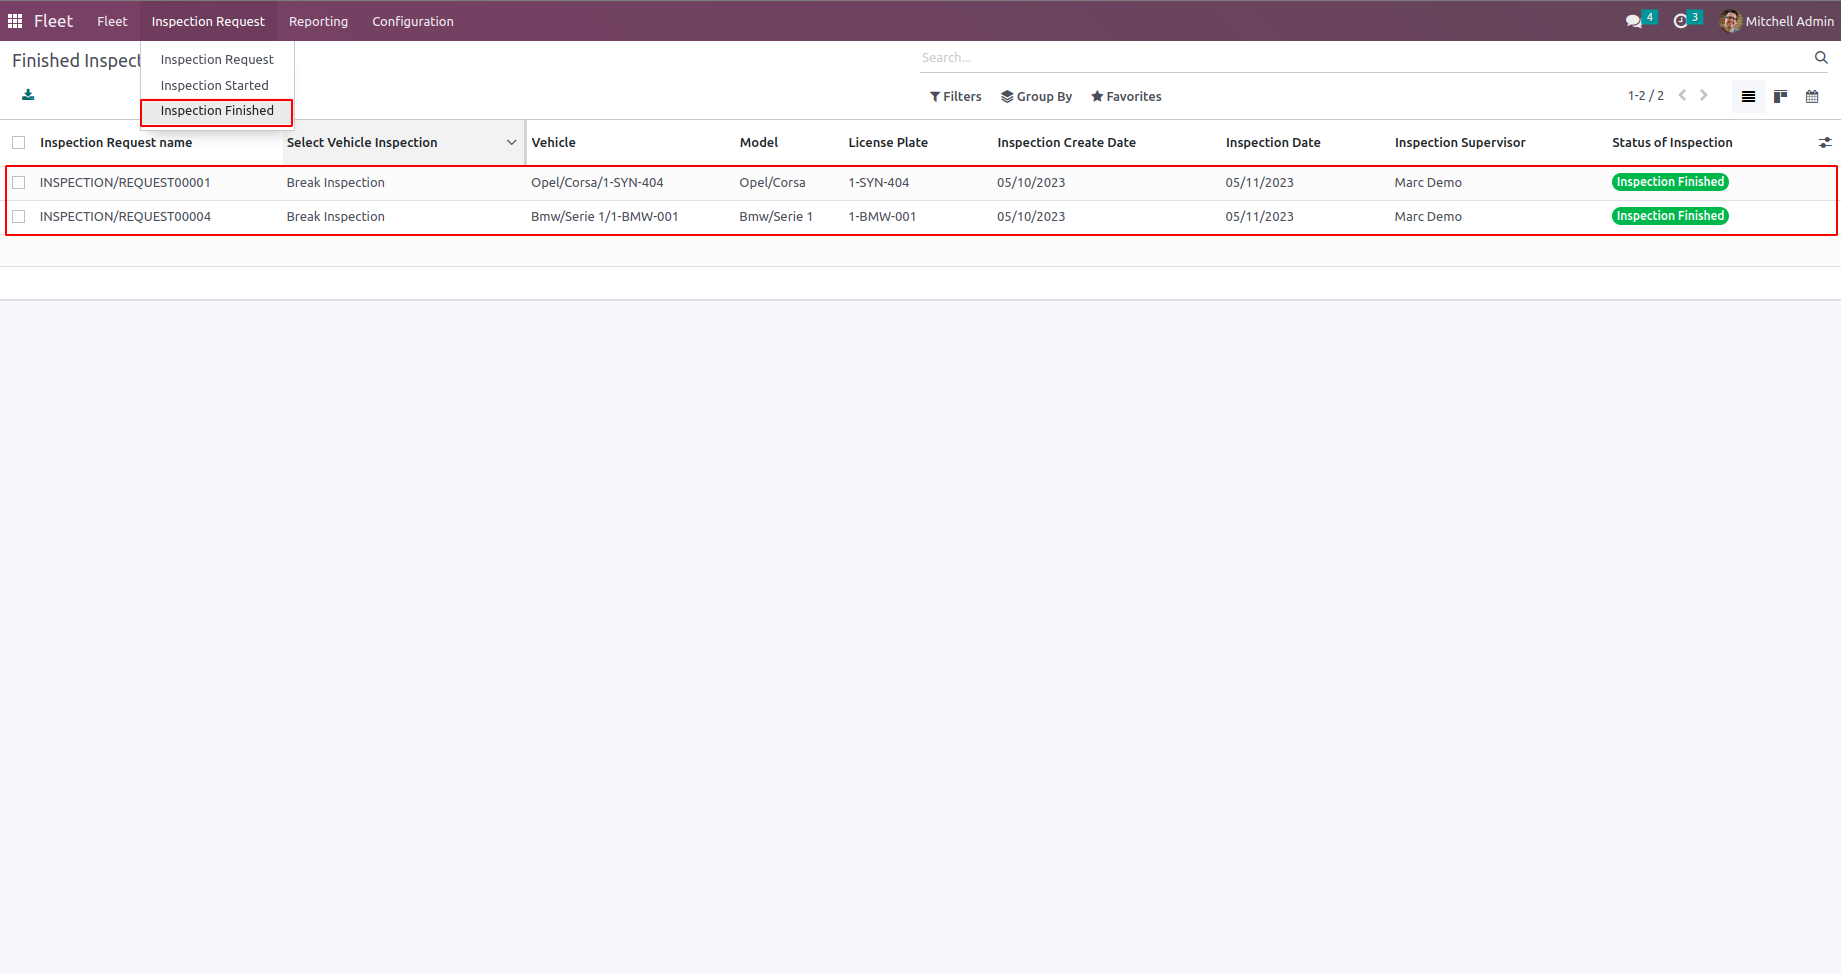 Fleet Fleet Inspection Request Reporting Configuration 4 3 Mitchell Admin
Finished Inspect
Inspection Request
Inspection Started
Inspection Finished
Search...
Filters Group By Favorites 1-2 / 2
Inspection Request name Select Vehicle Inspection Vehicle Model License Plate Inspection Create Date Inspection Date Inspection Supervisor Status of Inspection
INSPECTION/REQUEST00001 Break Inspection Opel/Corsa/1-SYN-404 Opel/Corsa 1-SYN-404 05/10/2023 05/11/2023 Marc Demo Inspection Finished
INSPECTION/REQUEST00004 Break Inspection Bmw/Serie 1/1-BMW-001 Bmw/Serie 1 1-BMW-001 05/10/2023 05/11/2023 Marc Demo Inspection Finished